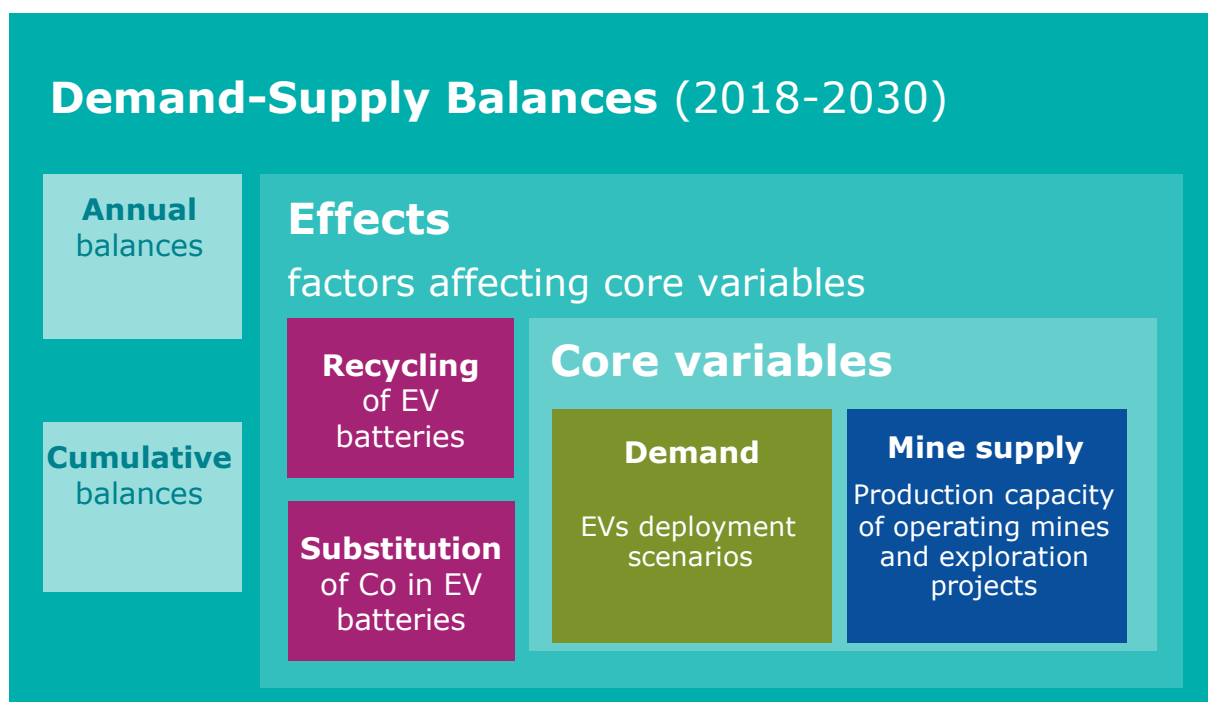 Demand-Supply Balances (2018-2030)
Annual
balances
Cumulative
balances
Effects
factors affecting core variables
Recycling
of EV
batteries
Substitution
of Co in EV
batteries
Core variables
Demand
EVs deployment
scenarios
Mine supply
Production capacity
of operating mines
and exploration
projects